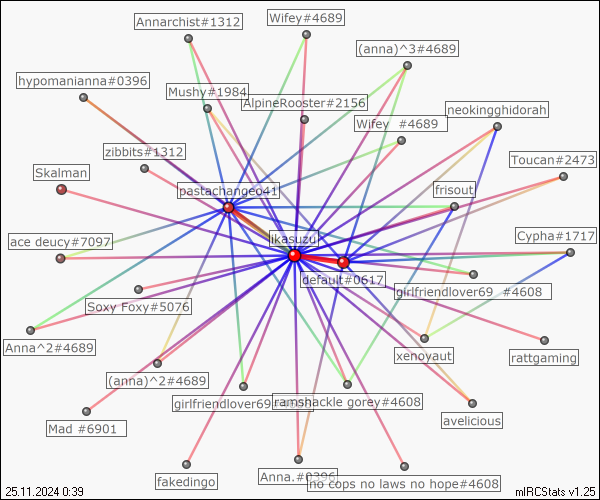 Annarchist#1312
Wifey#4689
(anna)^3#4689
hypomanianna#0396
Mushy#1984
AlpineRooster#2156
neokingghidorah
Wifey #4689
zibbits#1312
Toucan#2473
Skalman
pastachangeo41
frisout
ace deucy#7097
ikasuzu
Cypha#1717
default#0617
Soxy Foxy#5076
girlfriendlover69 #4608
Anna^2#4689
xenoyaut
rattgaming
(anna)^2#4689
girlfriendlover69
ramshackle gorey#4608
Mad #6901
avelicious
fakedingo
Anna.#0396
no cops no laws no hope#4608
25.11.2024 0:39
mIRCStats v1.25